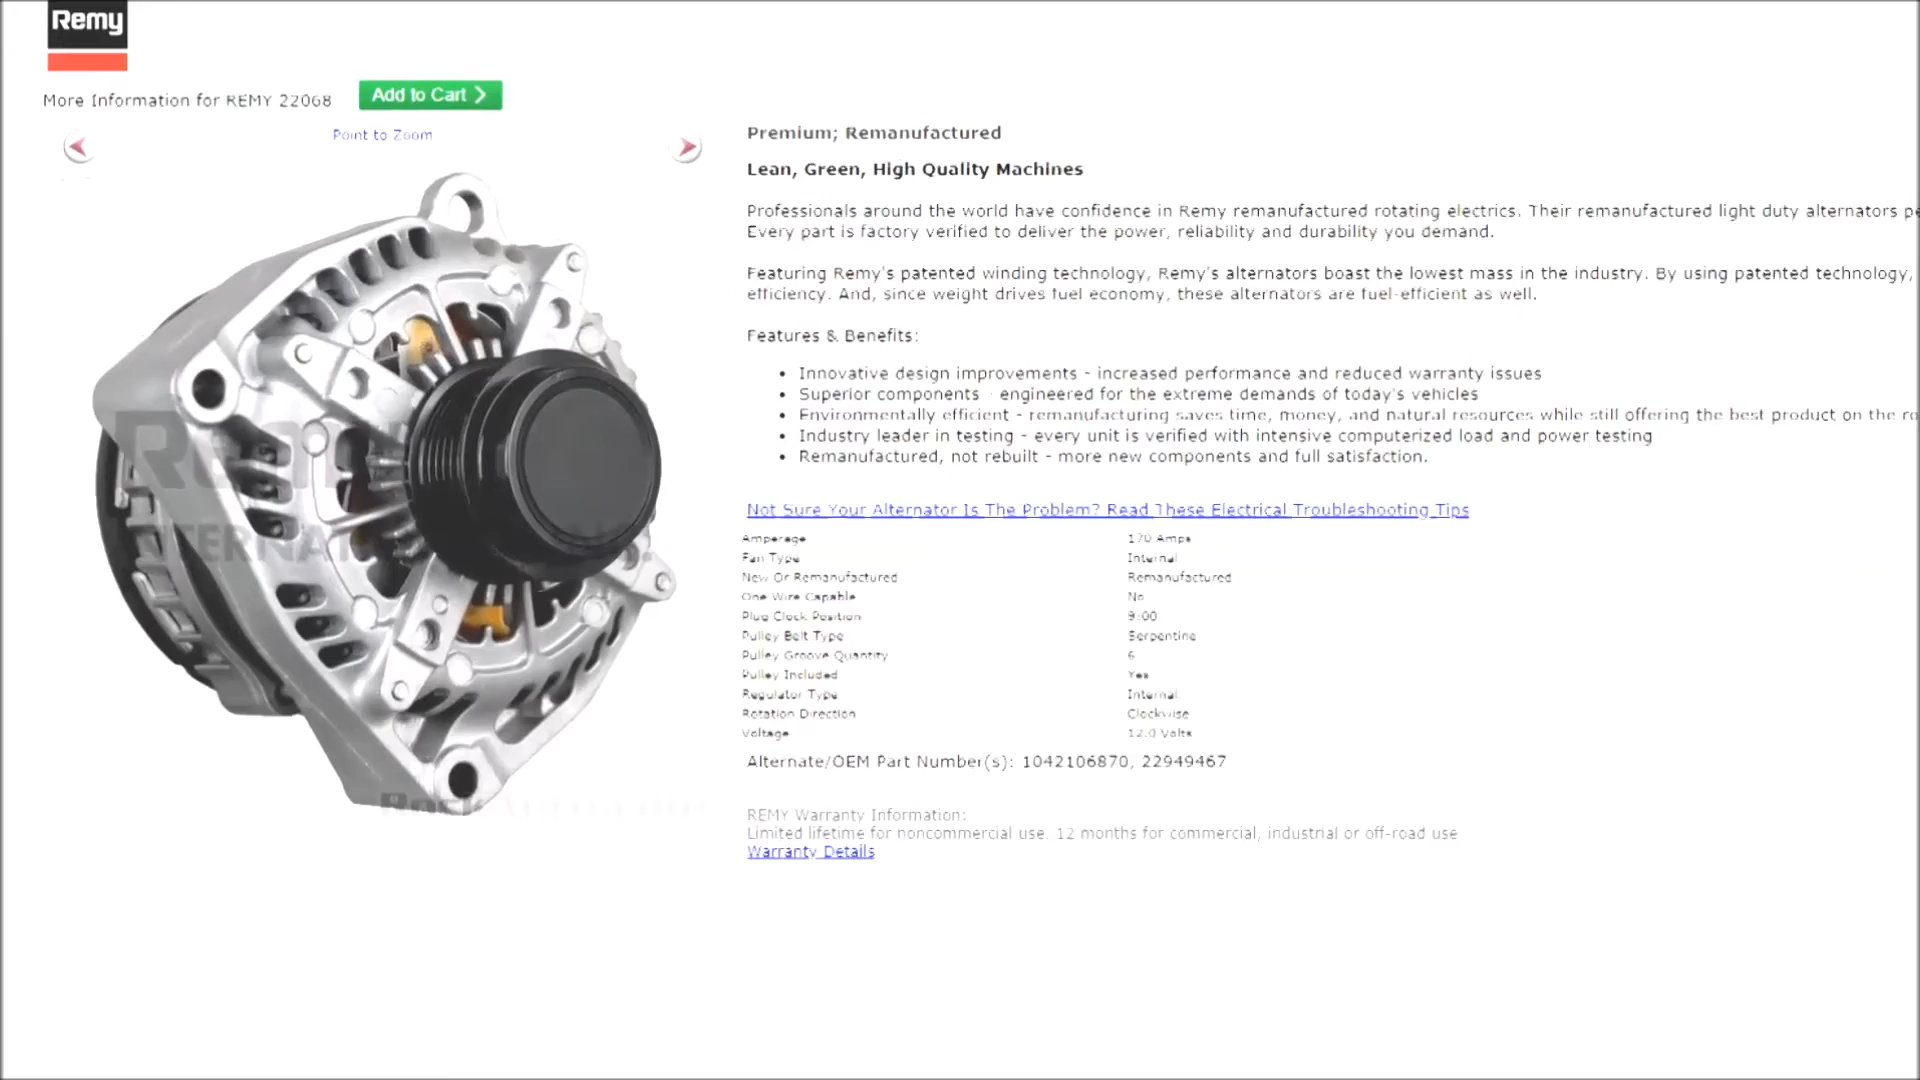 Remy
More Information for REMY 22068
Add to Cart
Point to Zoom
Premium; Remanufactured
Lean, Green, High Quality Machines
Professionals around the world have confidence in Remy remanufactured rotating electrics. Their remanufactured light duty alternators
Every part is factory verified to deliver the power, reliability and durability you demand.
Featuring Remy's patented winding technology, Remy's alternators boast the lowest mass in the industry. By using patented technology,
efficiency. And, since weight drives fuel economy, these alternators are fuel-efficient as well.
Features & Benefits:
• Innovative design improvements - increased performance and reduced warranty issues
• Superior components - engineered for the extreme demands of today's vehicles
• Environmentally efficient - remanufacturing saves time, money, and natural resources while still offering the best product on the
• Industry leader in testing - every unit is verified with intensive computerized load and power testing
• Remanufactured, not rebuilt - more new components and full satisfaction.
Not Sure Your Alternator Is The Problem? Read These Electrical Troubleshooting Tips
Amperage 170 Amps
Fan Type Internal
New Or Remanufactured Remanufactured
One Wire Capable No
Plug Clock Position 9:00
Pulley Belt Type Serpentine
Pulley Groove Quantity 6
Pulley Included Yes
Regulator Type Internal
Rotation Direction Clockwise
Voltage 12.0 Volts
Alternate/OEM Part Number(s): 1042106870, 22949467
REMY Warranty Information:
Limited lifetime for noncommercial use. 12 months for commercial, industrial or off-road use
Warranty Details